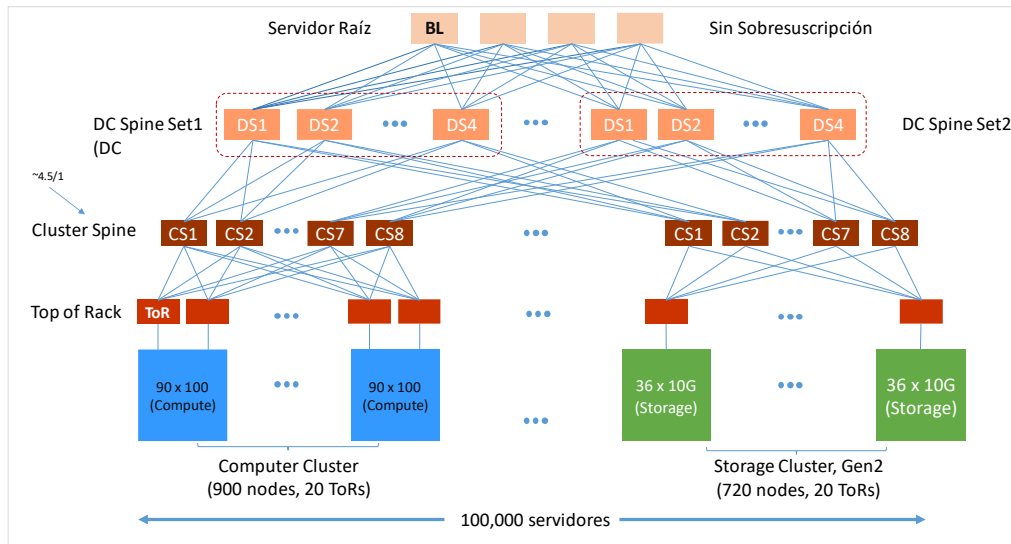 Servidor Raíz
BL
Sin Sobresuscripción
DC Spine Set1
(DC
DS1
DS2
DS4
DS1
DS2
DS4
DC Spine Set2
~4.5/1
Cluster Spine
CS1
CS2
CS7
CS8
CS1
CS2
CS7
CS8
Top of Rack
ToR
90 x 100
(Compute)
90 x 100
(Compute)
36 x 10G
(Storage)
36 x 10G
(Storage)
Computer Cluster
(900 nodes, 20 ToRs)
Storage Cluster, Gen2
(720 nodes, 20 ToRs)
100,000 servidores